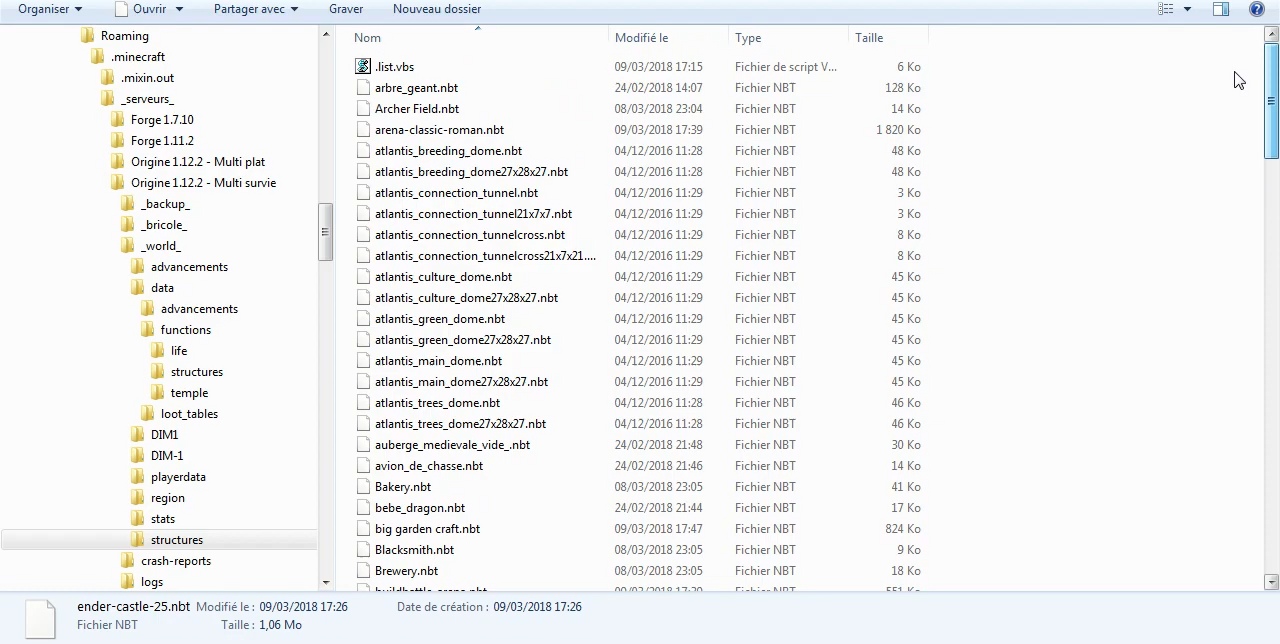 Organiser Ouvrir Partager avec Graver Nouveau dossier
Roaming
.minecraft
.mixin.out
_serveurs_
Forge 1.7.10
Forge 1.11.2
Origine 1.12.2 - Multi plat
Origine 1.12.2 - Multi survie
_backup_
_bricole_
_world_
advancements
data
advancements
functions
life
structures
temple
loot_tables
DIM1
DIM-1
playerdata
region
stats
structures
crash-reports
logs
Nom Modifié le Type Taille
.list.vbs 09/03/2018 17:15 Fichier de script V... 6 Ko
arbre_geant.nbt 24/02/2018 14:07 Fichier NBT 128 Ko
Archer Field.nbt 08/03/2018 23:04 Fichier NBT 14 Ko
arena-classic-roman.nbt 09/03/2018 17:39 Fichier NBT 1 820 Ko
atlantis_breeding_dome.nbt 04/12/2016 11:28 Fichier NBT 48 Ko
atlantis_breeding_dome27x28x27.nbt 04/12/2016 11:28 Fichier NBT 48 Ko
atlantis_connection_tunnel.nbt 04/12/2016 11:29 Fichier NBT 3 Ko
atlantis_connection_tunnel21x7x7.nbt 04/12/2016 11:29 Fichier NBT 3 Ko
atlantis_connection_tunnelcross.nbt 04/12/2016 11:29 Fichier NBT 8 Ko
atlantis_connection_tunnelcross21x7x21.... 04/12/2016 11:29 Fichier NBT 8 Ko
atlantis_culture_dome.nbt 04/12/2016 11:29 Fichier NBT 45 Ko
atlantis_culture_dome27x28x27.nbt 04/12/2016 11:29 Fichier NBT 45 Ko
atlantis_green_dome.nbt 04/12/2016 11:29 Fichier NBT 45 Ko
atlantis_green_dome27x28x27.nbt 04/12/2016 11:29 Fichier NBT 45 Ko
atlantis_main_dome.nbt 04/12/2016 11:29 Fichier NBT 45 Ko
atlantis_main_dome27x28x27.nbt 04/12/2016 11:29 Fichier NBT 45 Ko
atlantis_trees_dome.nbt 04/12/2016 11:28 Fichier NBT 46 Ko
atlantis_trees_dome27x28x27.nbt 04/12/2016 11:28 Fichier NBT 46 Ko
auberge_medievale_vide_.nbt 24/02/2018 21:48 Fichier NBT 30 Ko
avion_de_chasse.nbt 24/02/2018 21:46 Fichier NBT 14 Ko
Bakery.nbt 08/03/2018 23:05 Fichier NBT 41 Ko
bebe_dragon.nbt 24/02/2018 21:44 Fichier NBT 17 Ko
big garden craft.nbt 09/03/2018 17:47 Fichier NBT 824 Ko
Blacksmith.nbt 08/03/2018 23:05 Fichier NBT 9 Ko
Brewery.nbt 08/03/2018 23:05 Fichier NBT 18 Ko
ender-castle-25.nbt Modifié le : 09/03/2018 17:26 Date de création : 09/03/2018 17:26
Fichier NBT Taille : 1,06 Mo